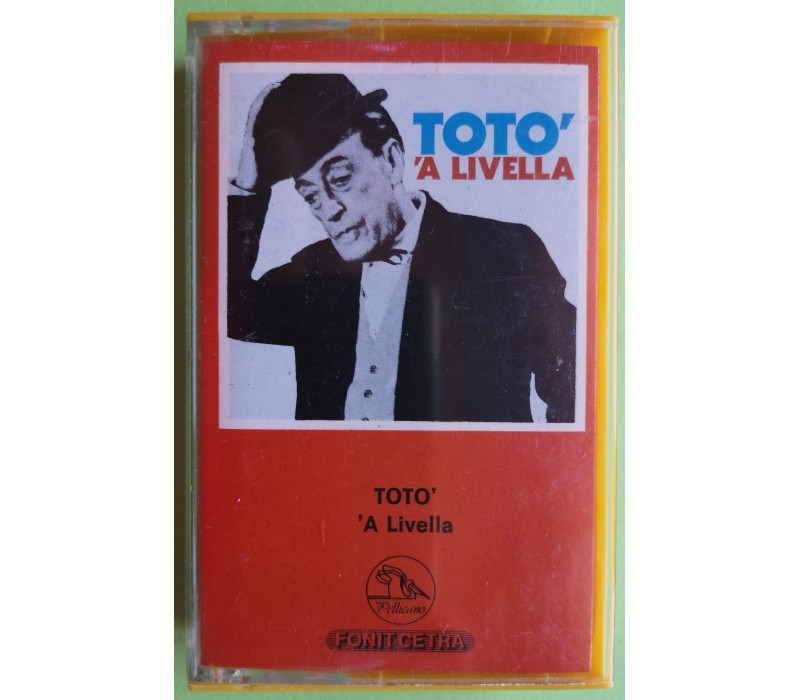 TOTO'
'A LIVELLA
TOTO'
'A Livella
Pellicano
FONIT CETRA